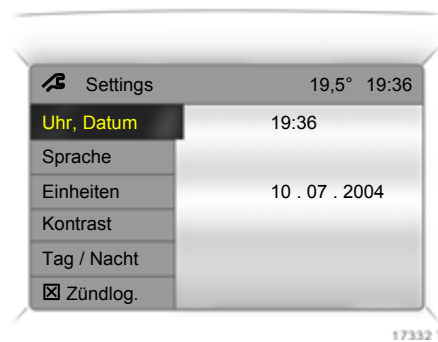 Settings 19,5° 19:36
Uhr, Datum 19:36
Sprache
Einheiten 10 . 07 . 2004
Kontrast
Tag / Nacht
Zündlog.
17332